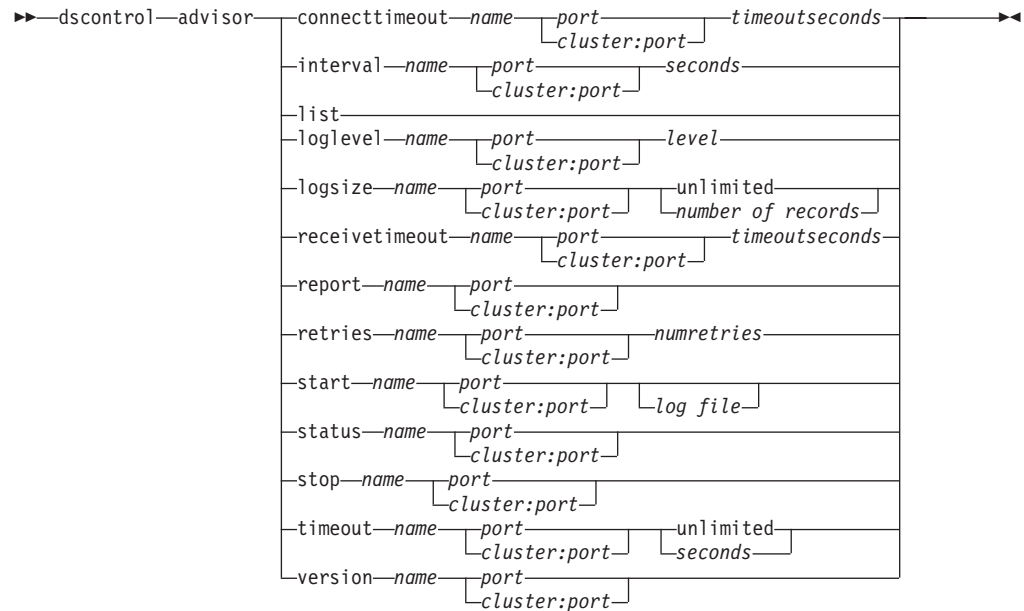 dscontrol advisor connecttimeout name port timeoutseconds
cluster:port
interval name port seconds
cluster:port
list
loglevel name port level
cluster:port
logsize name port unlimited
cluster:port number of records
receivetimeout name port timeoutseconds
cluster:port
report name port
cluster:port
retries name port numretries
cluster:port
start name port
cluster:port log file
status name port
cluster:port
stop name port
cluster:port
timeout name port unlimited
cluster:port seconds
version name port
cluster:port